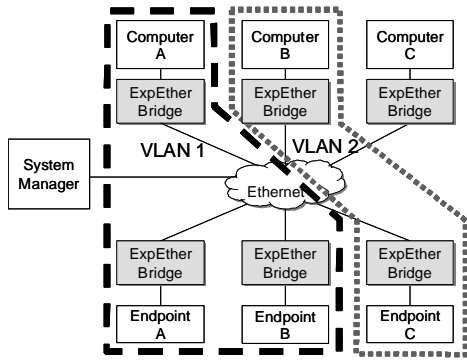 Computer
A
Computer
B
Computer
C
ExpEther
Bridge
ExpEther
Bridge
ExpEther
Bridge
VLAN 1
VLAN 2
System
Manager
Ethernet
ExpEther
Bridge
ExpEther
Bridge
ExpEther
Bridge
Endpoint
A
Endpoint
B
Endpoint
C